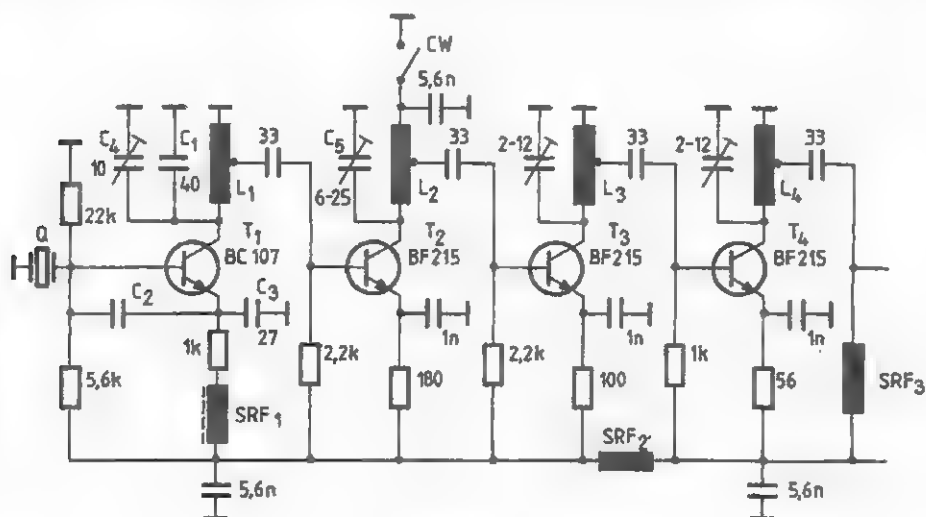 CW
5,6n
C4
10
C1
40
L1
33
C5
6-25
L2
33
2-12
L3
33
2-12
L4
33
22k
Q
T1
BC107
T2
BF215
T3
BF215
T4
BF215
C2
C3
27
1n
1n
1n
5,6k
1k
SRF1
2,2k
180
2,2k
100
1k
56
SRF3
SRF2
5,6n
5,6n